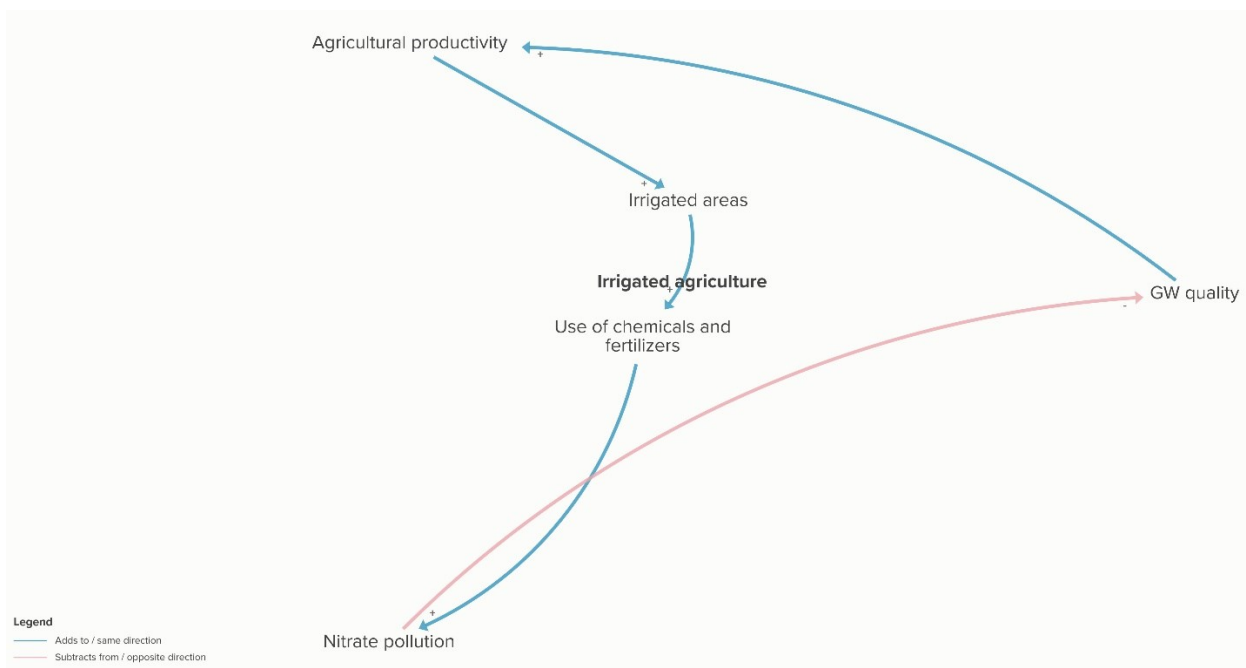 Agricultural productivity
+
+
Irrigated areas
Irrigated agriculture
+
GW quality
-
Use of chemicals and
fertilizers
+
Nitrate pollution
Legend
Adds to / same direction
Subtracts from / opposite direction